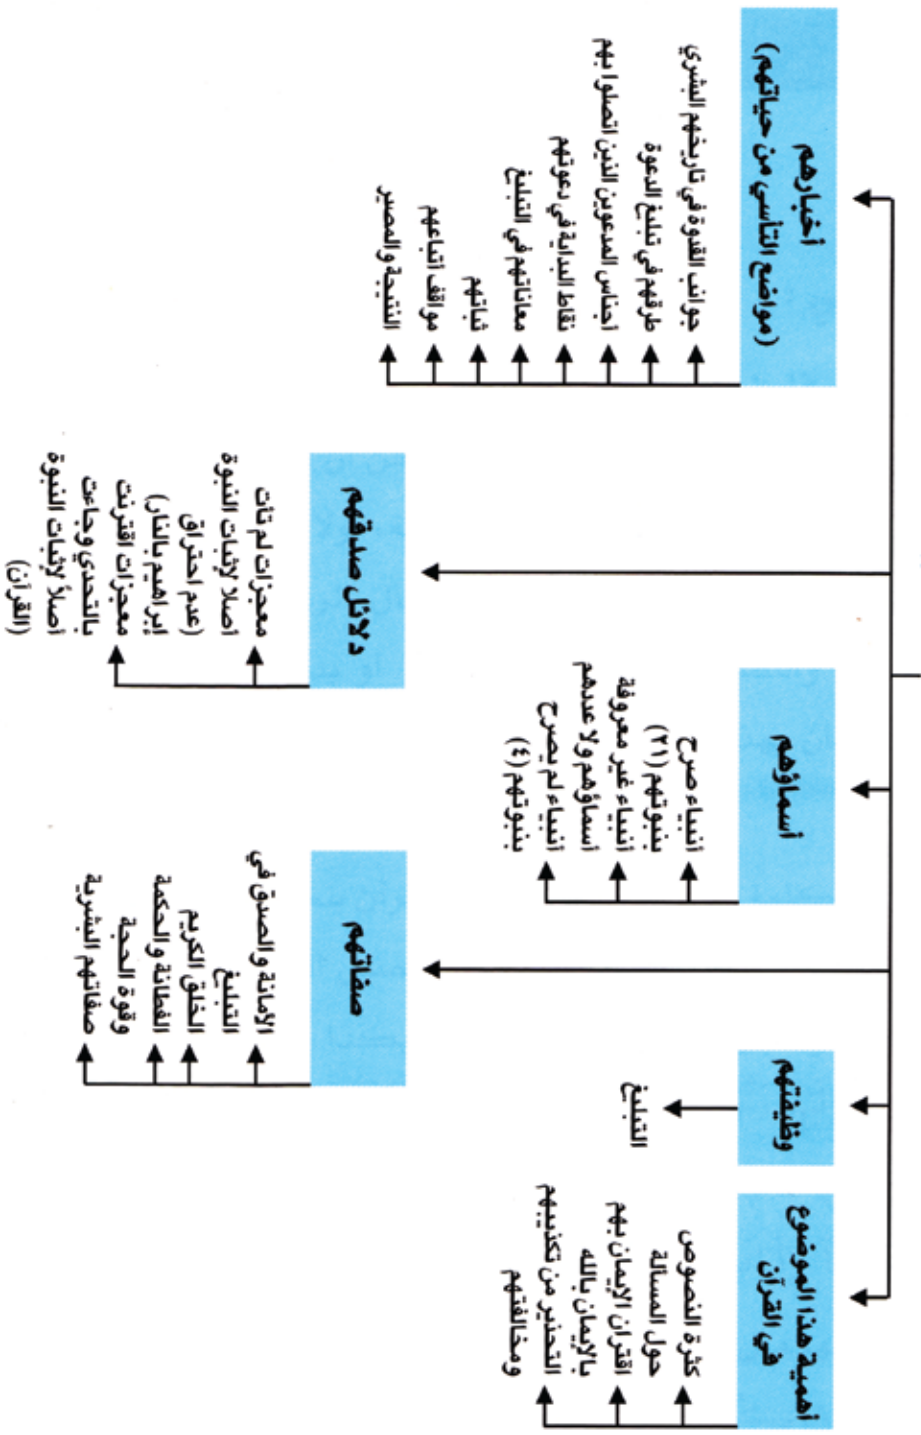 أهمية هذا الموضوع
في القرآن
كثرة النصوص
حول المسألة
اقتران الإيمان بهم
بالإيمان بالله
التحذير من تكذيبهم
ومخالفتهم
وظيفتهم
التبليغ
صفاتهم
الأمانة والصدق في
التبليغ
الخلق الكريم
الفطانة والحكمة
وقوة الحجة
صفاتهم البشرية
أسماؤهم
أنبياء صرح
بنبوتهم (٢١)
أنبياء غير معروفة
أسماؤهم ولا عددهم
أنبياء لم يصرح
بنبوتهم (٤)
دلائل صدقهم
معجزات لم تأت
أصلا لإثبات النبوة
(عدم احتراق
إبراهيم بالنار)
معجزات اقترنت
بالتحدي وجاءت
أصلاً لإثبات النبوة
(القرآن)
أخبارهم
(مواضع التأسي من حياتهم)
جوانب القدوة في تاريخهم البشري
طرقهم في تبليغ الدعوة
أجناس المدعوين الذين اتصلوا بهم
نقاط البداية في دعوتهم
معاناتهم في التبليغ
ثباتهم
مواقف أتباعهم
النتيجة والمصير